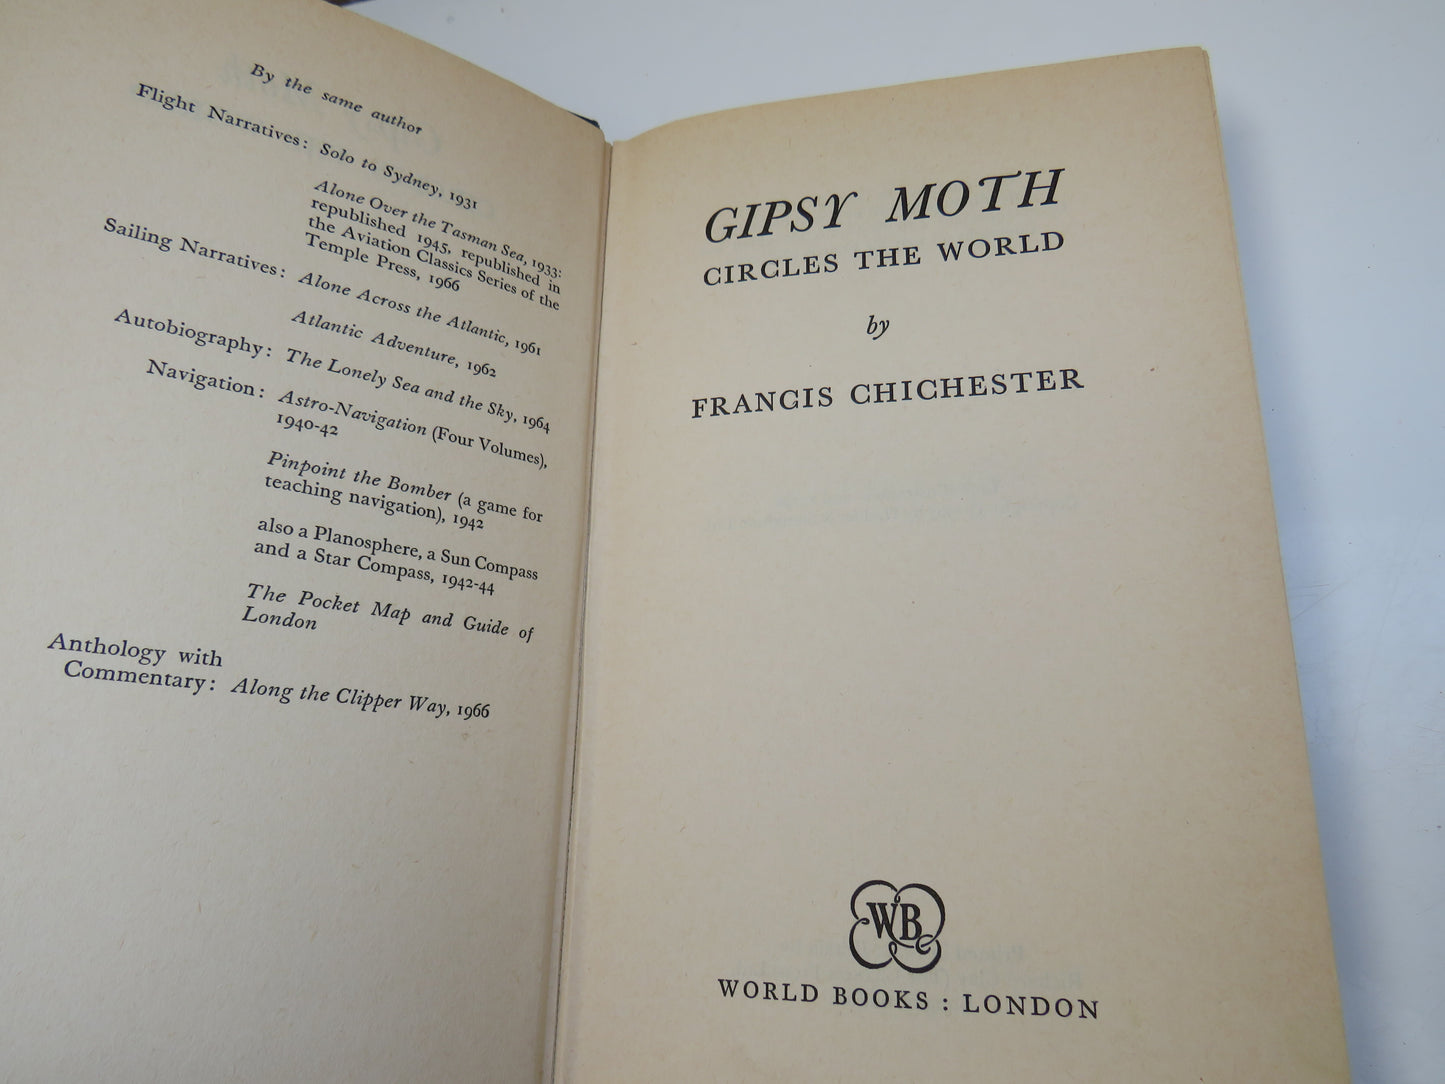 By the same author
Flight Narratives: Solo to Sydney, 1931
Alone Over the Tasman Sea, 1933:
republished 1945, republished in
the Aviation Classics Series of the
Temple Press, 1966
Sailing Narratives: Alone Across the Atlantic, 1961
Atlantic Adventure, 1962
Autobiography: The Lonely Sea and the Sky, 1964
Navigation: Astro-Navigation (Four Volumes),
1940-42
Pinpoint the Bomber (a game for
teaching navigation), 1942
also a Planosphere, a Sun Compass
and a Star Compass, 1942-44
The Pocket Map and Guide of
London
Anthology with
Commentary: Along the Clipper Way, 1966
GIPSY MOTH
CIRCLES THE WORLD
by
FRANCIS CHICHESTER
WB
WORLD BOOKS : LONDON